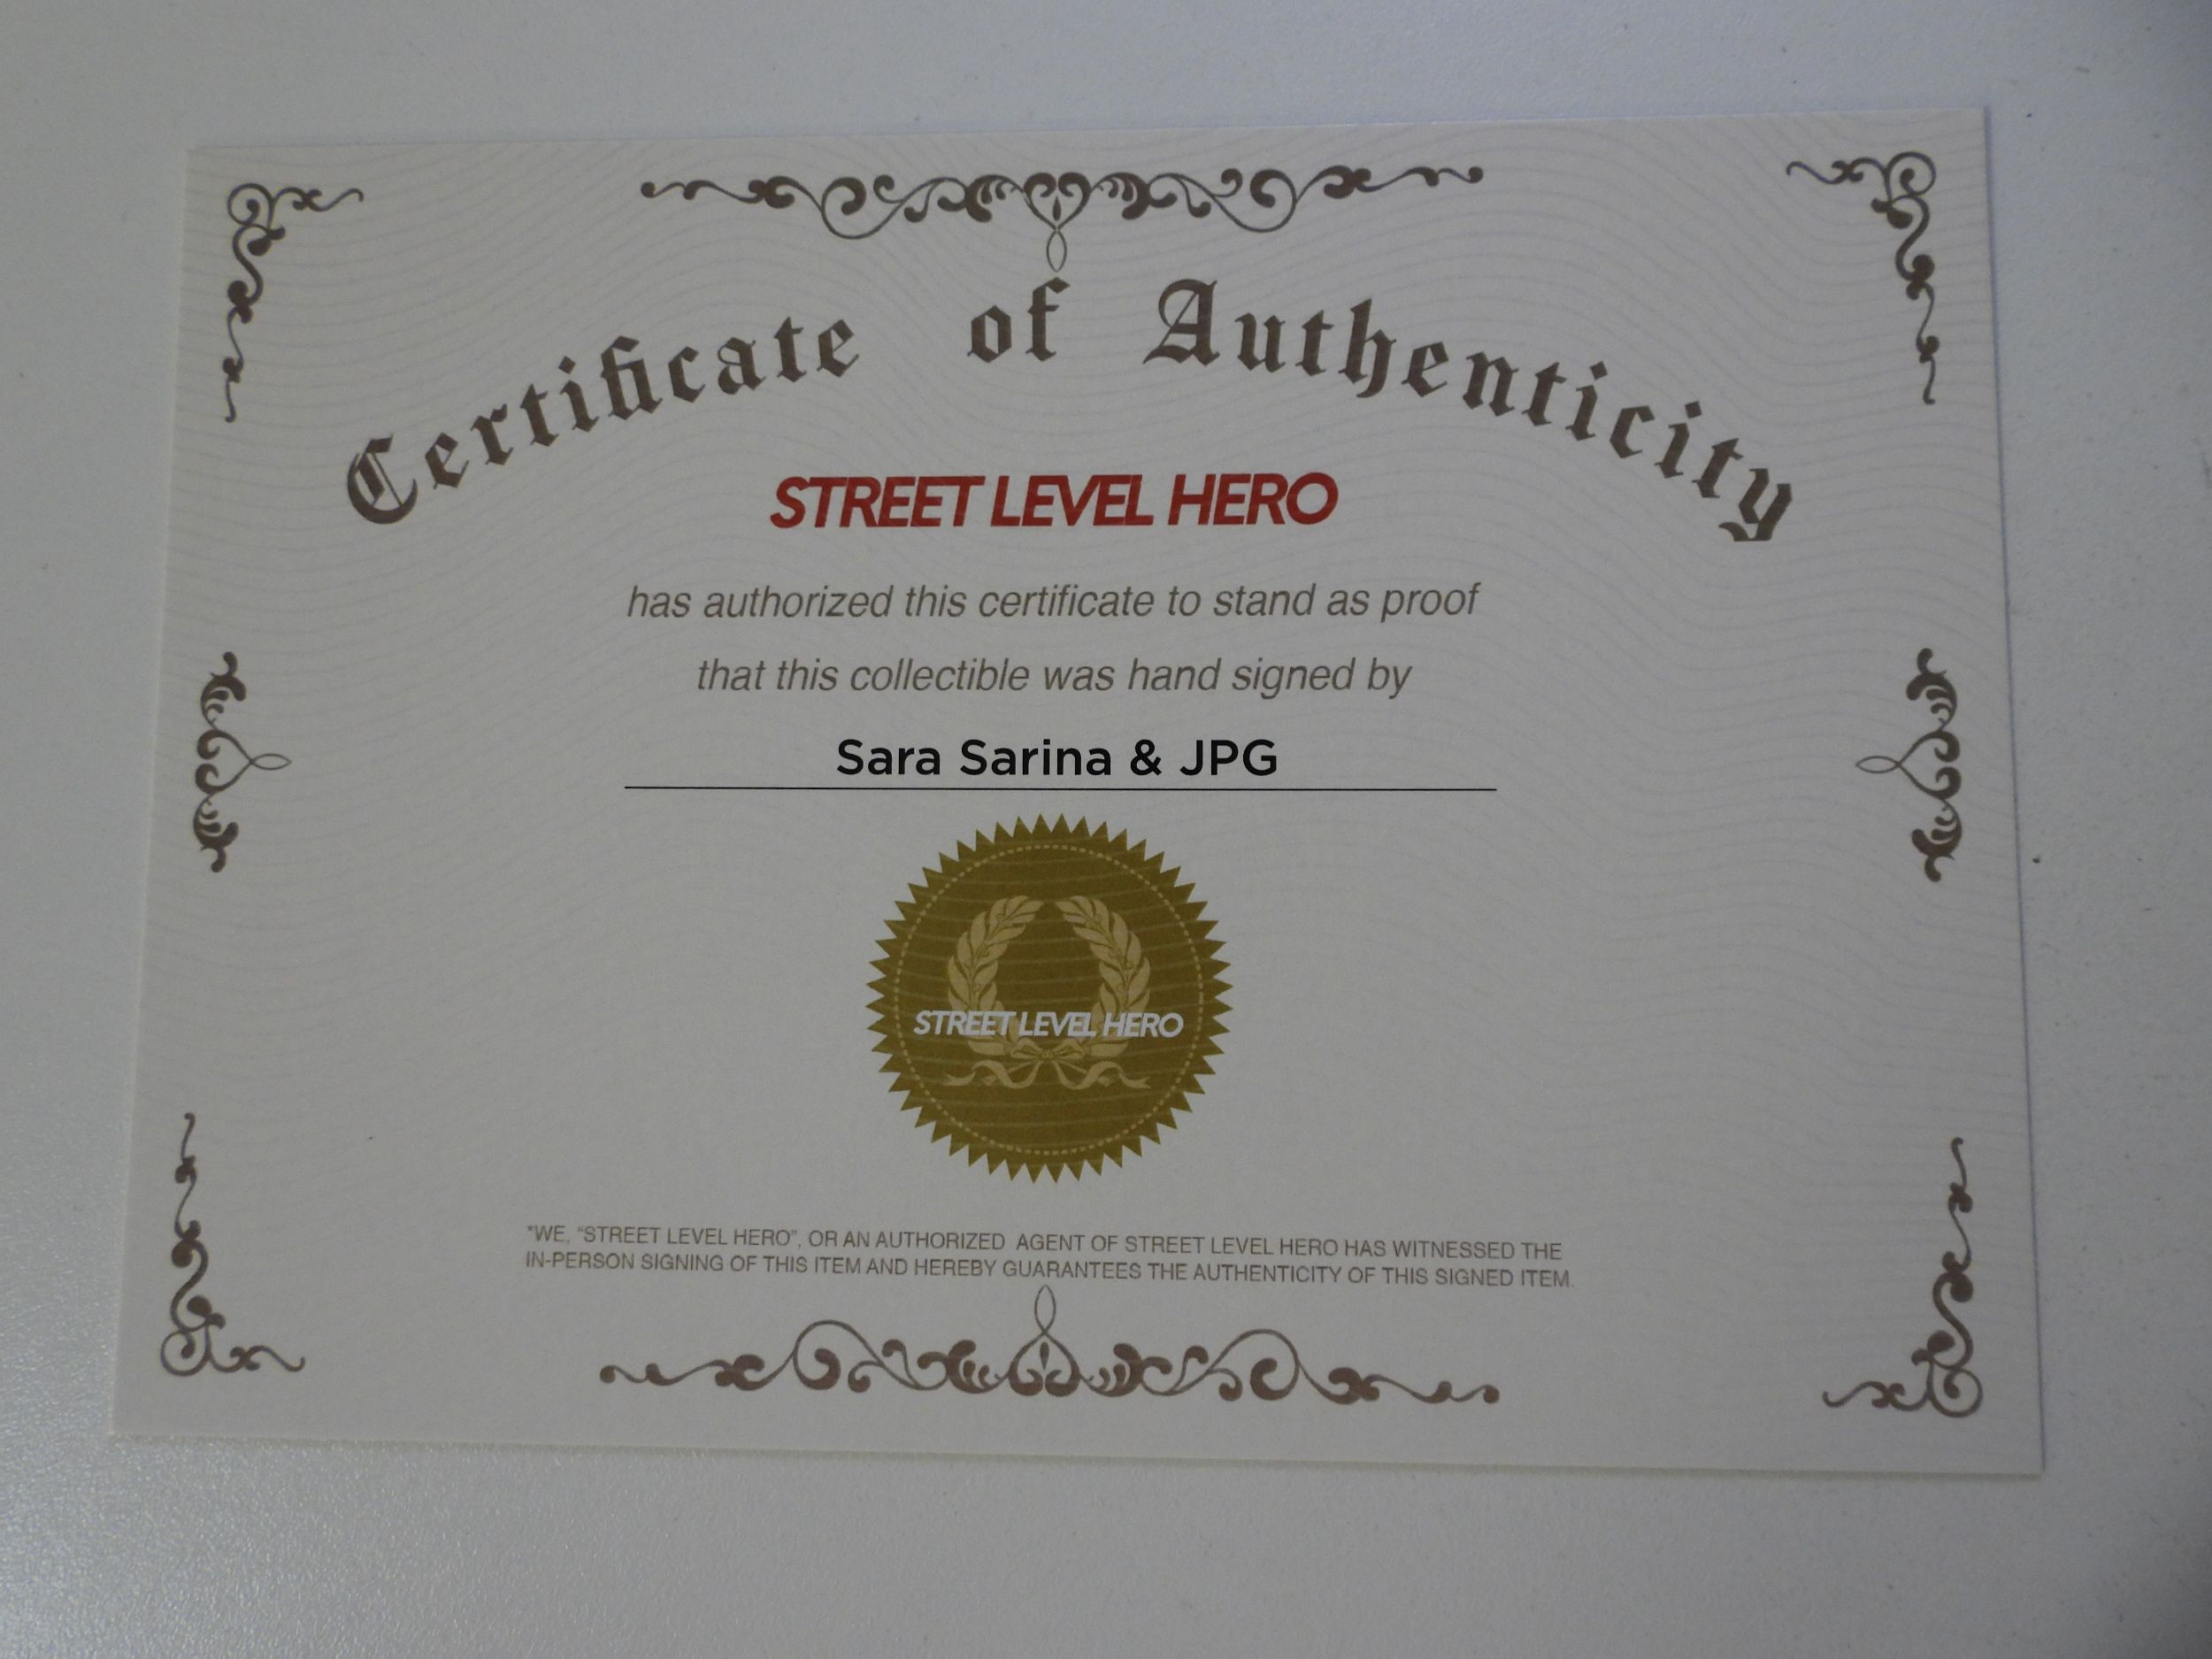 Certificate of Authenticity
STREET LEVEL HERO
has authorized this certificate to stand as proof
that this collectible was hand signed by
Sara Sarina & JPG
STREET LEVEL HERO
*WE, “STREET LEVEL HERO”, OR AN AUTHORIZED AGENT OF STREET LEVEL HERO HAS WITNESSED THE
IN-PERSON SIGNING OF THIS ITEM AND HEREBY GUARANTEES THE AUTHENTICITY OF THIS SIGNED ITEM.